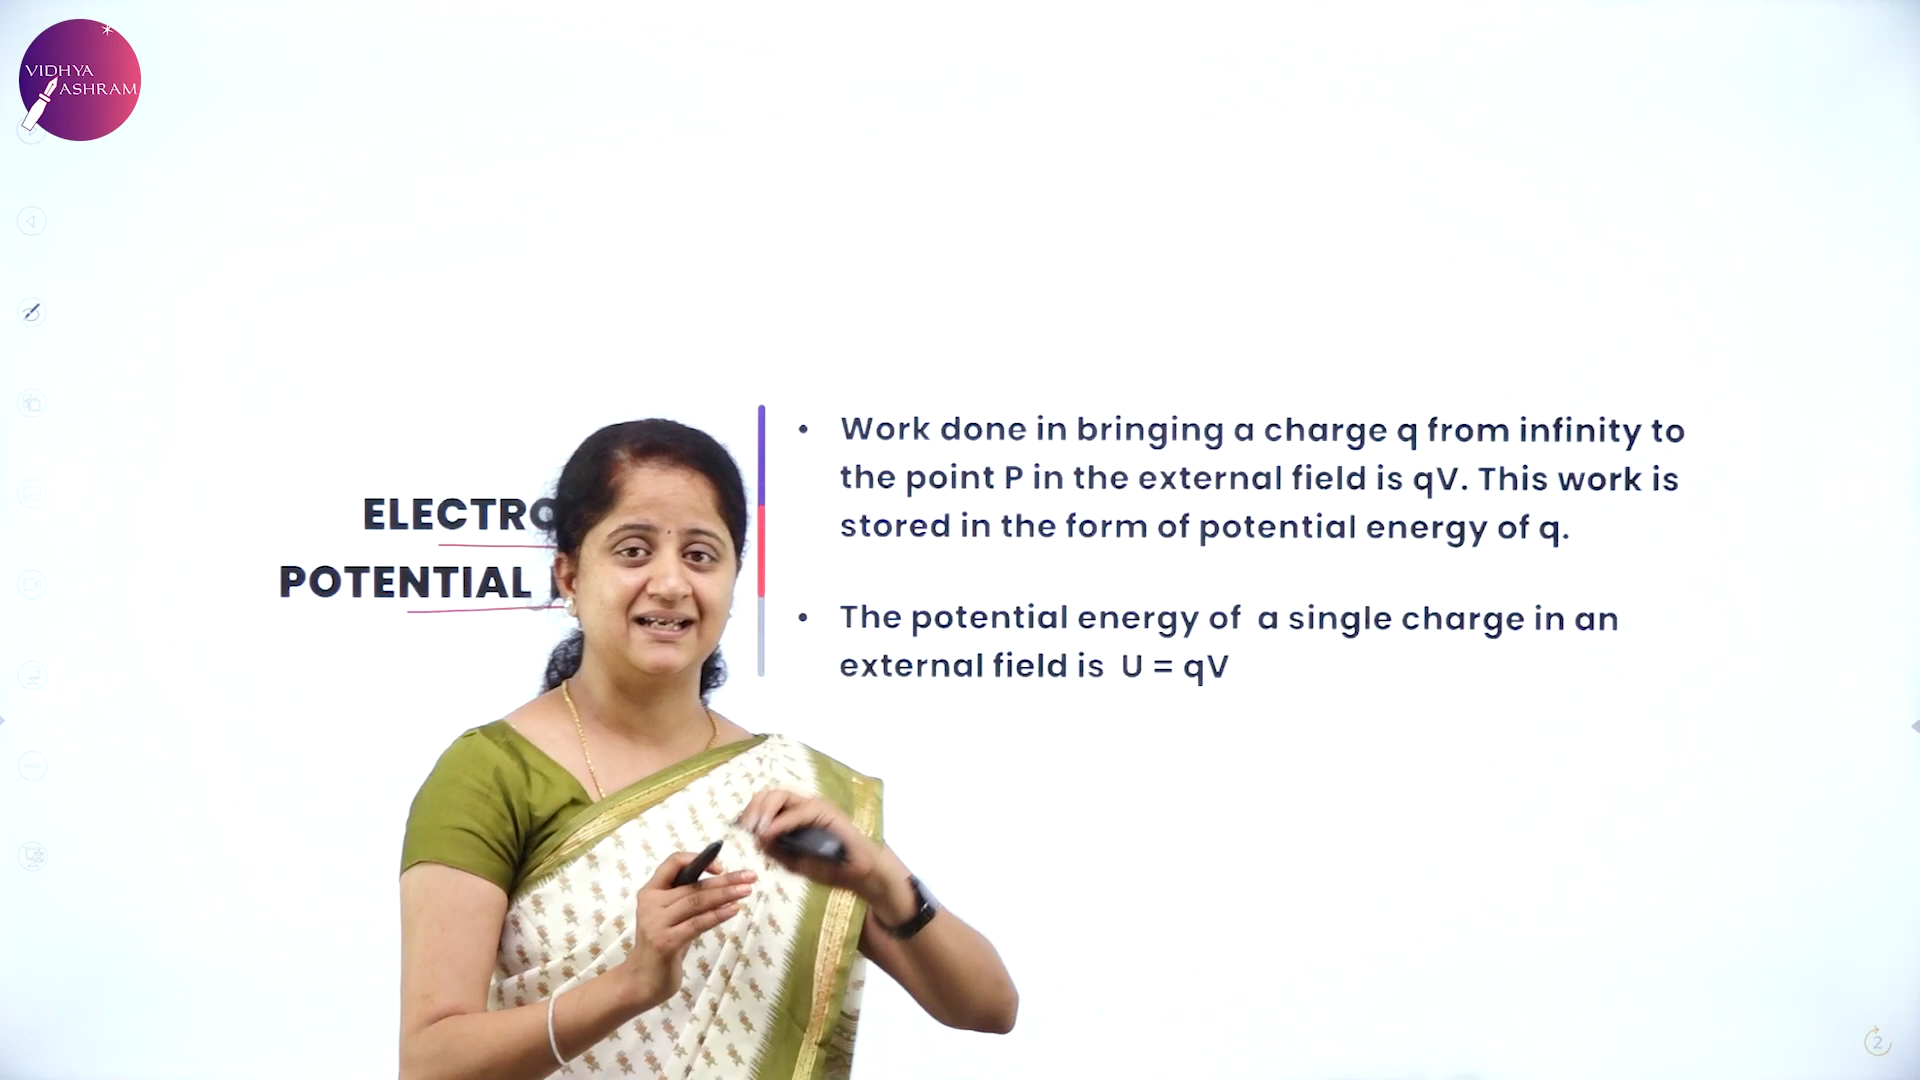 VIDHYA
ASHRAM
ELECTRO
POTENTIAL
• Work done in bringing a charge q from infinity to
the point P in the external field is qV. This work is
stored in the form of potential energy of q.
• The potential energy of a single charge in an
external field is U = qV
2